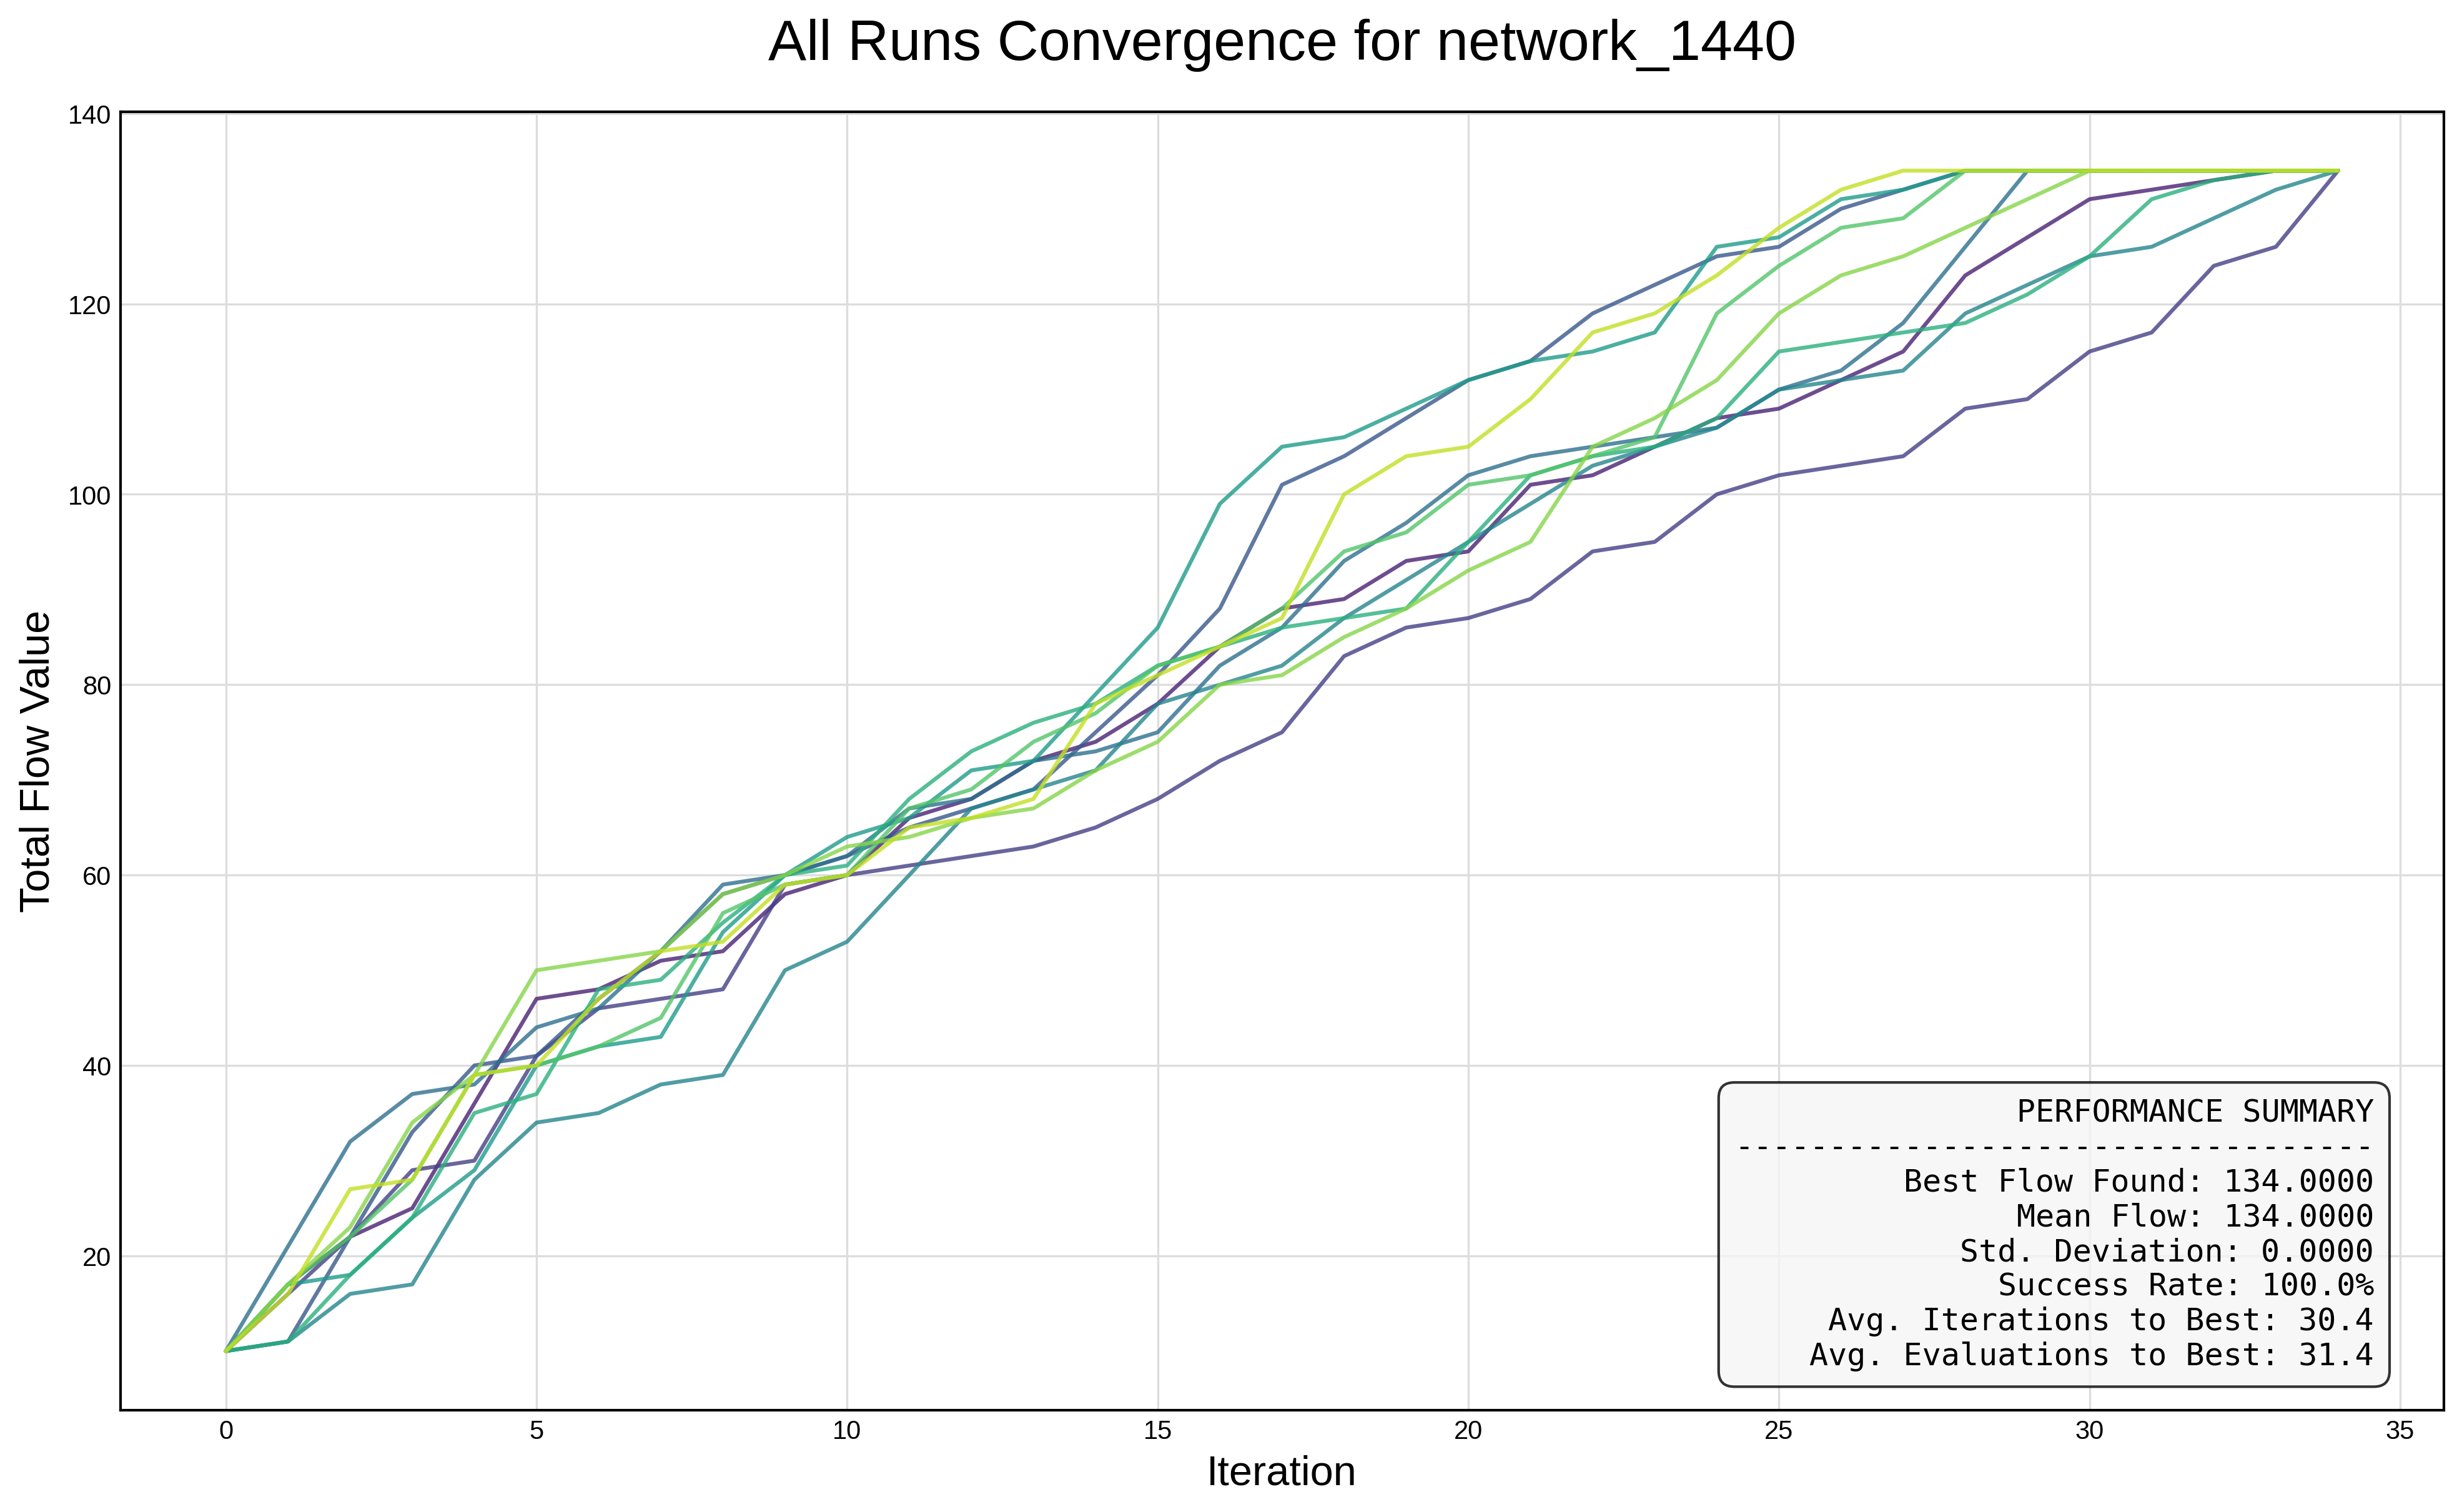 All Runs Convergence for network_1440
Total Flow Value
140
120
100
80
60
40
20
PERFORMANCE SUMMARY
----------------------------------
Best Flow Found: 134.0000
Mean Flow: 134.0000
Std. Deviation: 0.0000
Success Rate: 100.0%
Avg. Iterations to Best: 30.4
Avg. Evaluations to Best: 31.4
0 5 10 15 20 25 30 35
Iteration